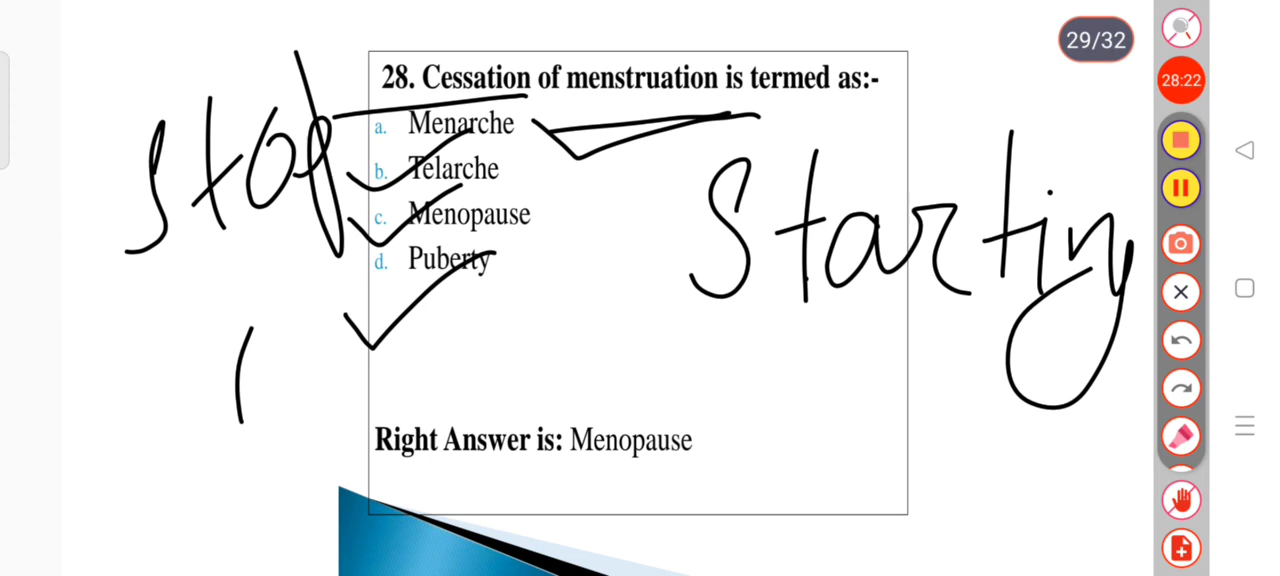 29/32
28:22
28. Cessation of menstruation is termed as:-
a. Menarche
b. Telarche
c. Menopause
d. Puberty
Stop
Starting
Right Answer is: Menopause